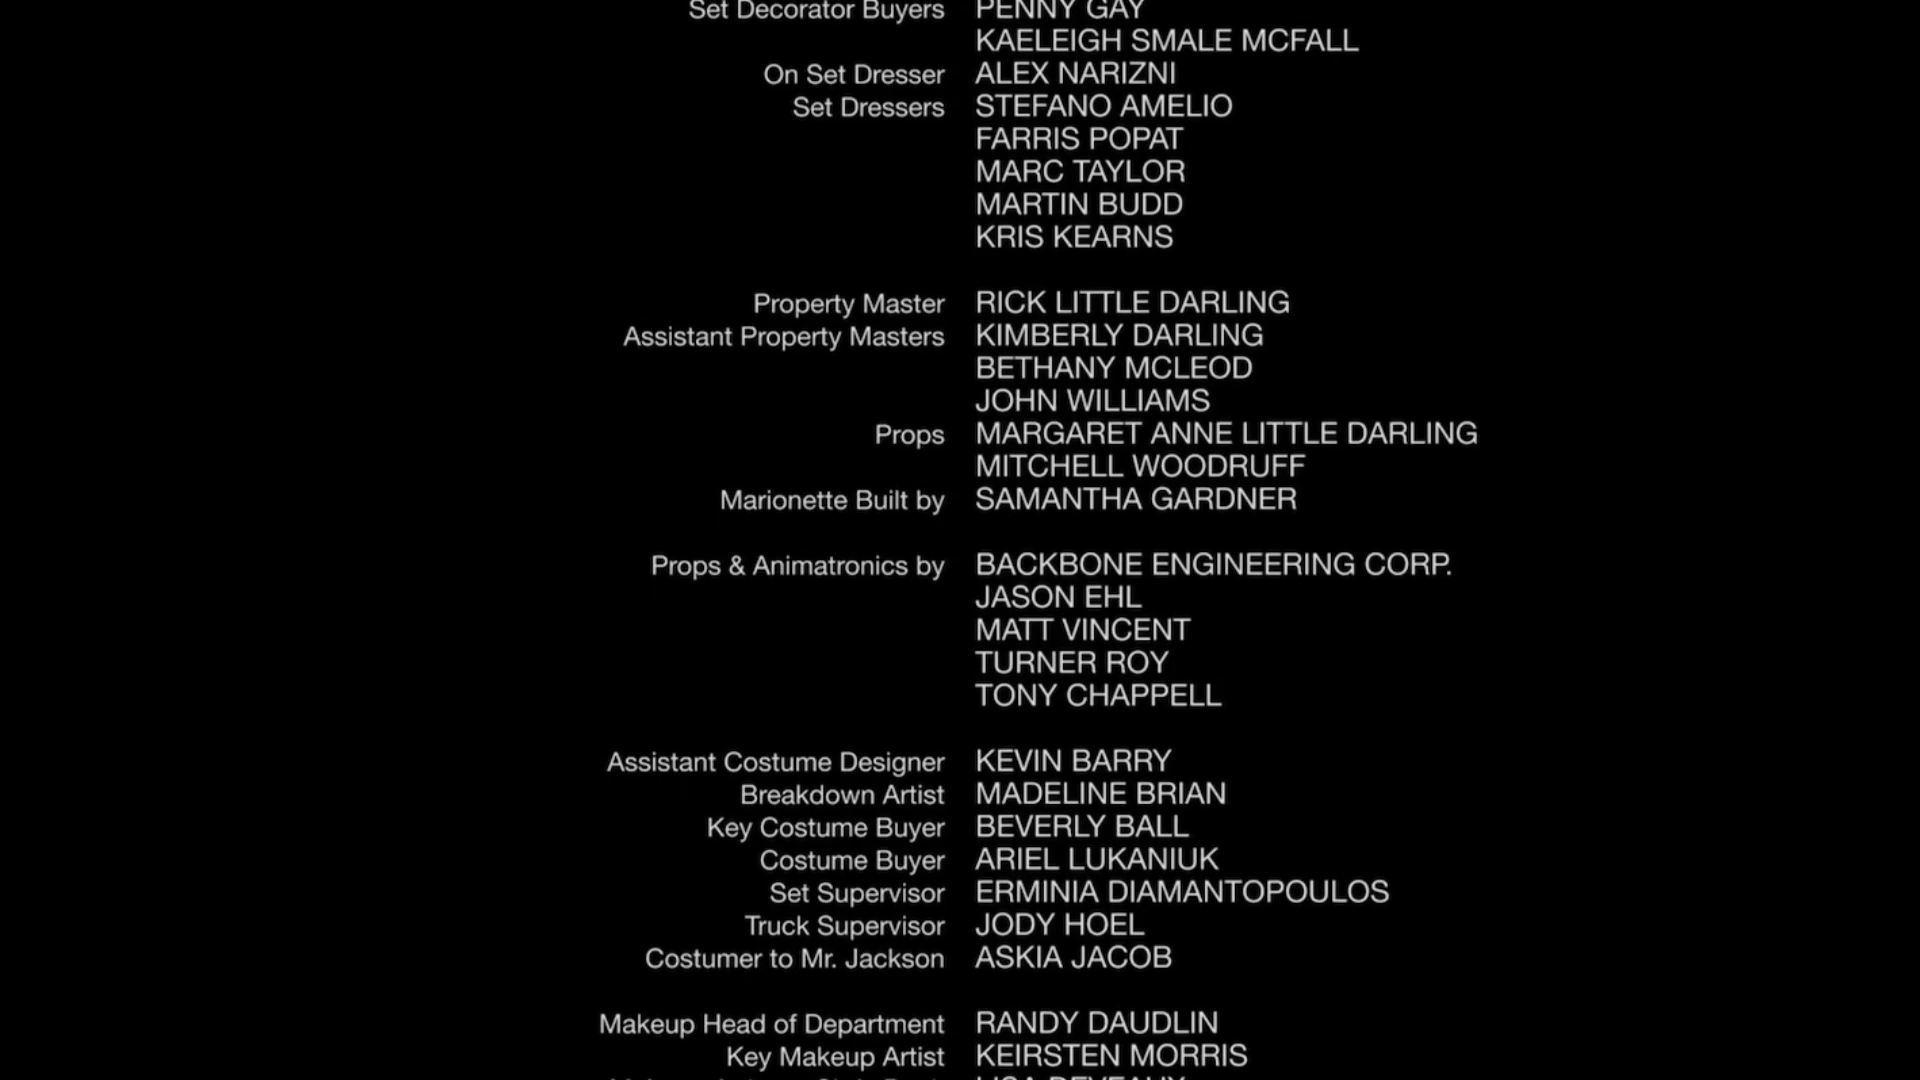 Set Decorator Buyers PENNY GAY
KAELEIGH SMALE MCFALL
On Set Dresser ALEX NARIZNI
Set Dressers STEFANO AMELIO
FARRIS POPAT
MARC TAYLOR
MARTIN BUDD
KRIS KEARNS
Property Master RICK LITTLE DARLING
Assistant Property Masters KIMBERLY DARLING
BETHANY MCLEOD
JOHN WILLIAMS
Props MARGARET ANNE LITTLE DARLING
MITCHELL WOODRUFF
Marionette Built by SAMANTHA GARDNER
Props & Animatronics by BACKBONE ENGINEERING CORP.
JASON EHL
MATT VINCENT
TURNER ROY
TONY CHAPPELL
Assistant Costume Designer KEVIN BARRY
Breakdown Artist MADELINE BRIAN
Key Costume Buyer BEVERLY BALL
Costume Buyer ARIEL LUKANIUK
Set Supervisor ERMINIA DIAMANTOPOULOS
Truck Supervisor JODY HOEL
Costumer to Mr. Jackson ASKIA JACOB
Makeup Head of Department RANDY DAUDLIN
Key Makeup Artist KEIRSTEN MORRIS